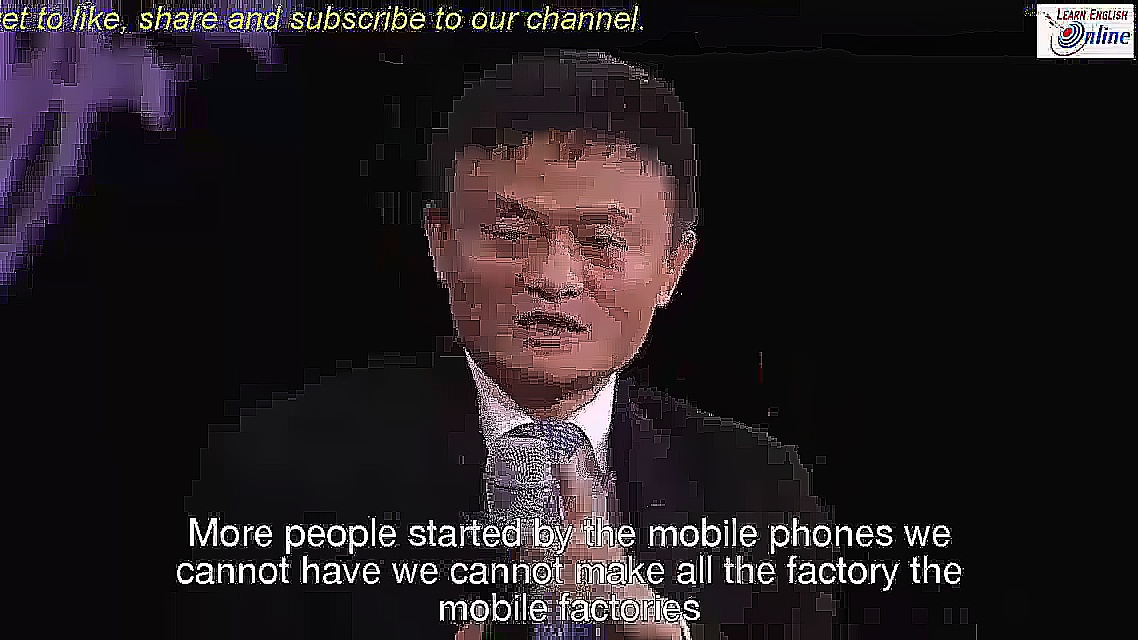 et to like, share and subscribe to our channel.
LEARN ENGLISH
Online
More people started by the mobile phones we
cannot have we cannot make all the factory the
mobile factories